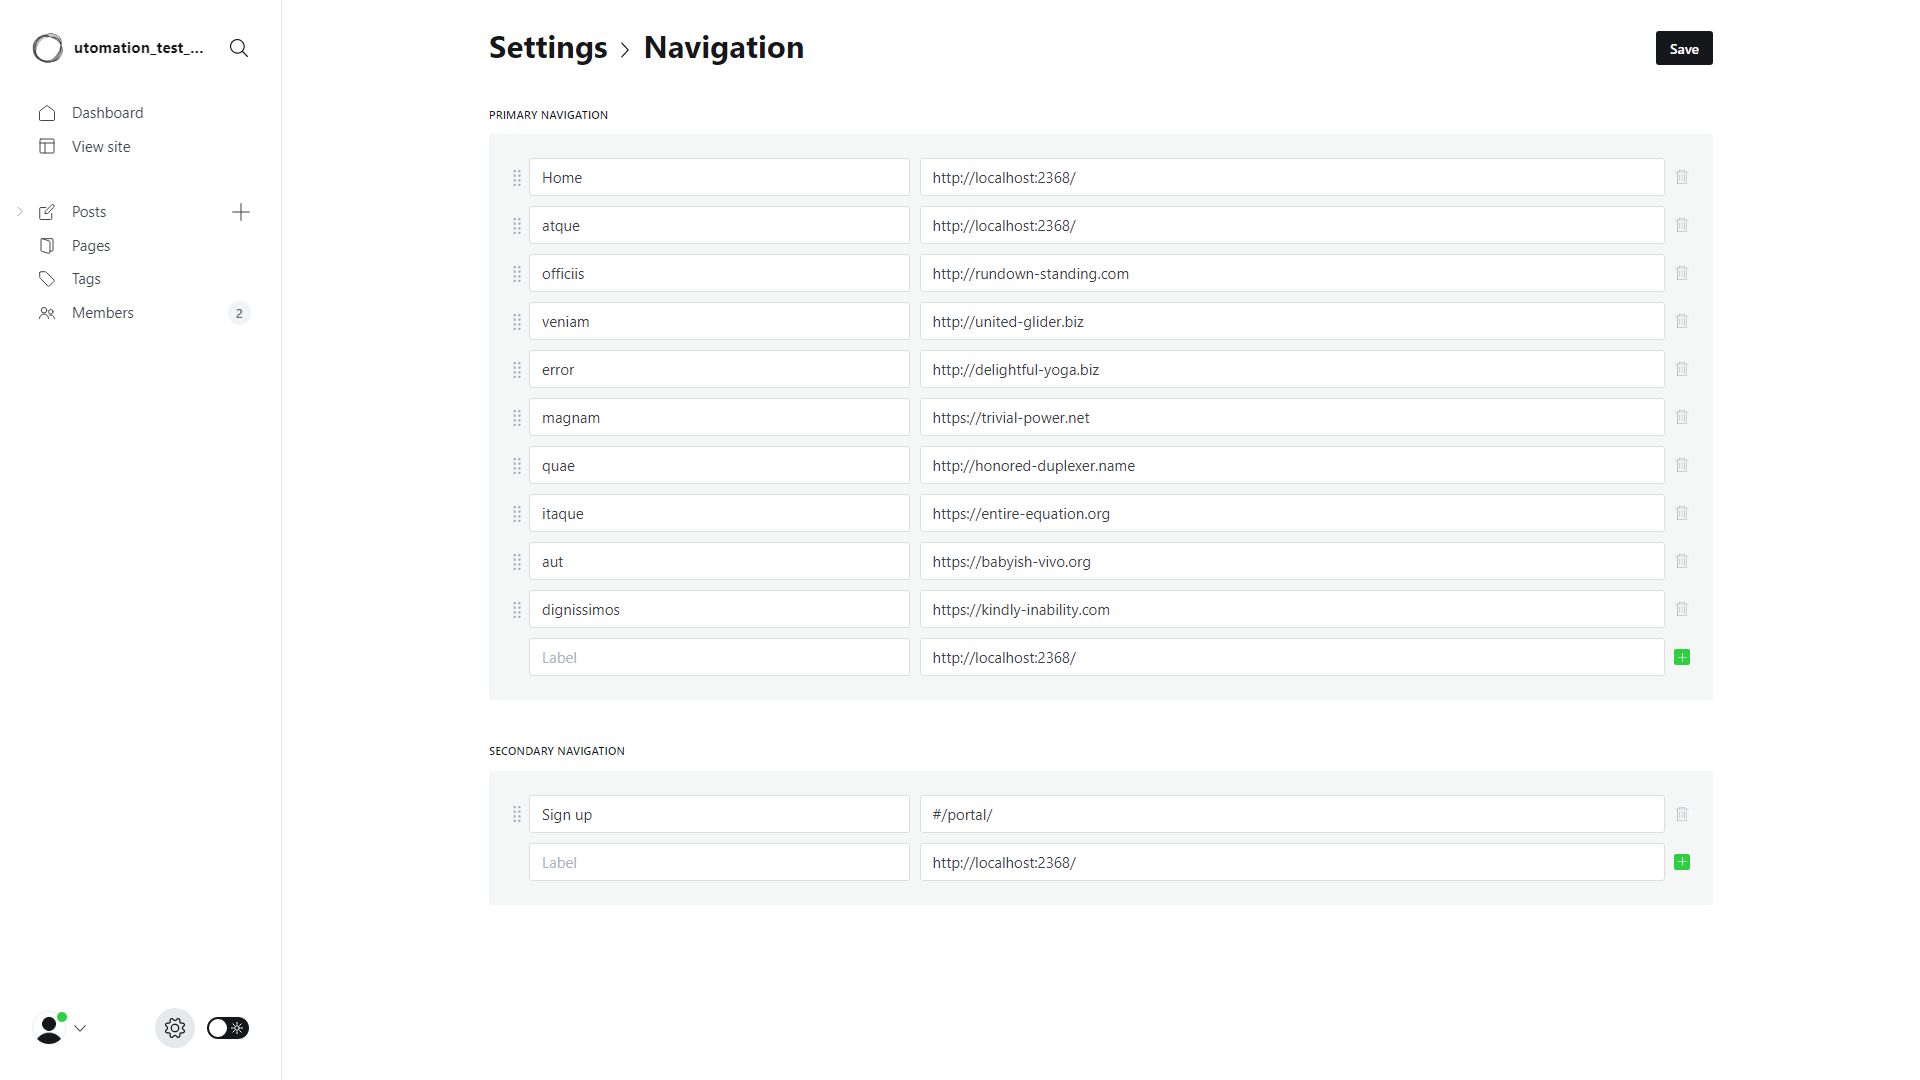 utomation_test_...
Dashboard
View site
Posts
Pages
Tags
Members 2
Settings > Navigation
Save
PRIMARY NAVIGATION
Home http://localhost:2368/
atque http://localhost:2368/
officiis http://rundown-standing.com
veniam http://united-glider.biz
error http://delightful-yoga.biz
magnam https://trivial-power.net
quae http://honored-duplexer.name
itaque https://entire-equation.org
aut https://babyish-vivo.org
dignissimos https://kindly-inability.com
Label http://localhost:2368/
SECONDARY NAVIGATION
Sign up #/portal/
Label http://localhost:2368/